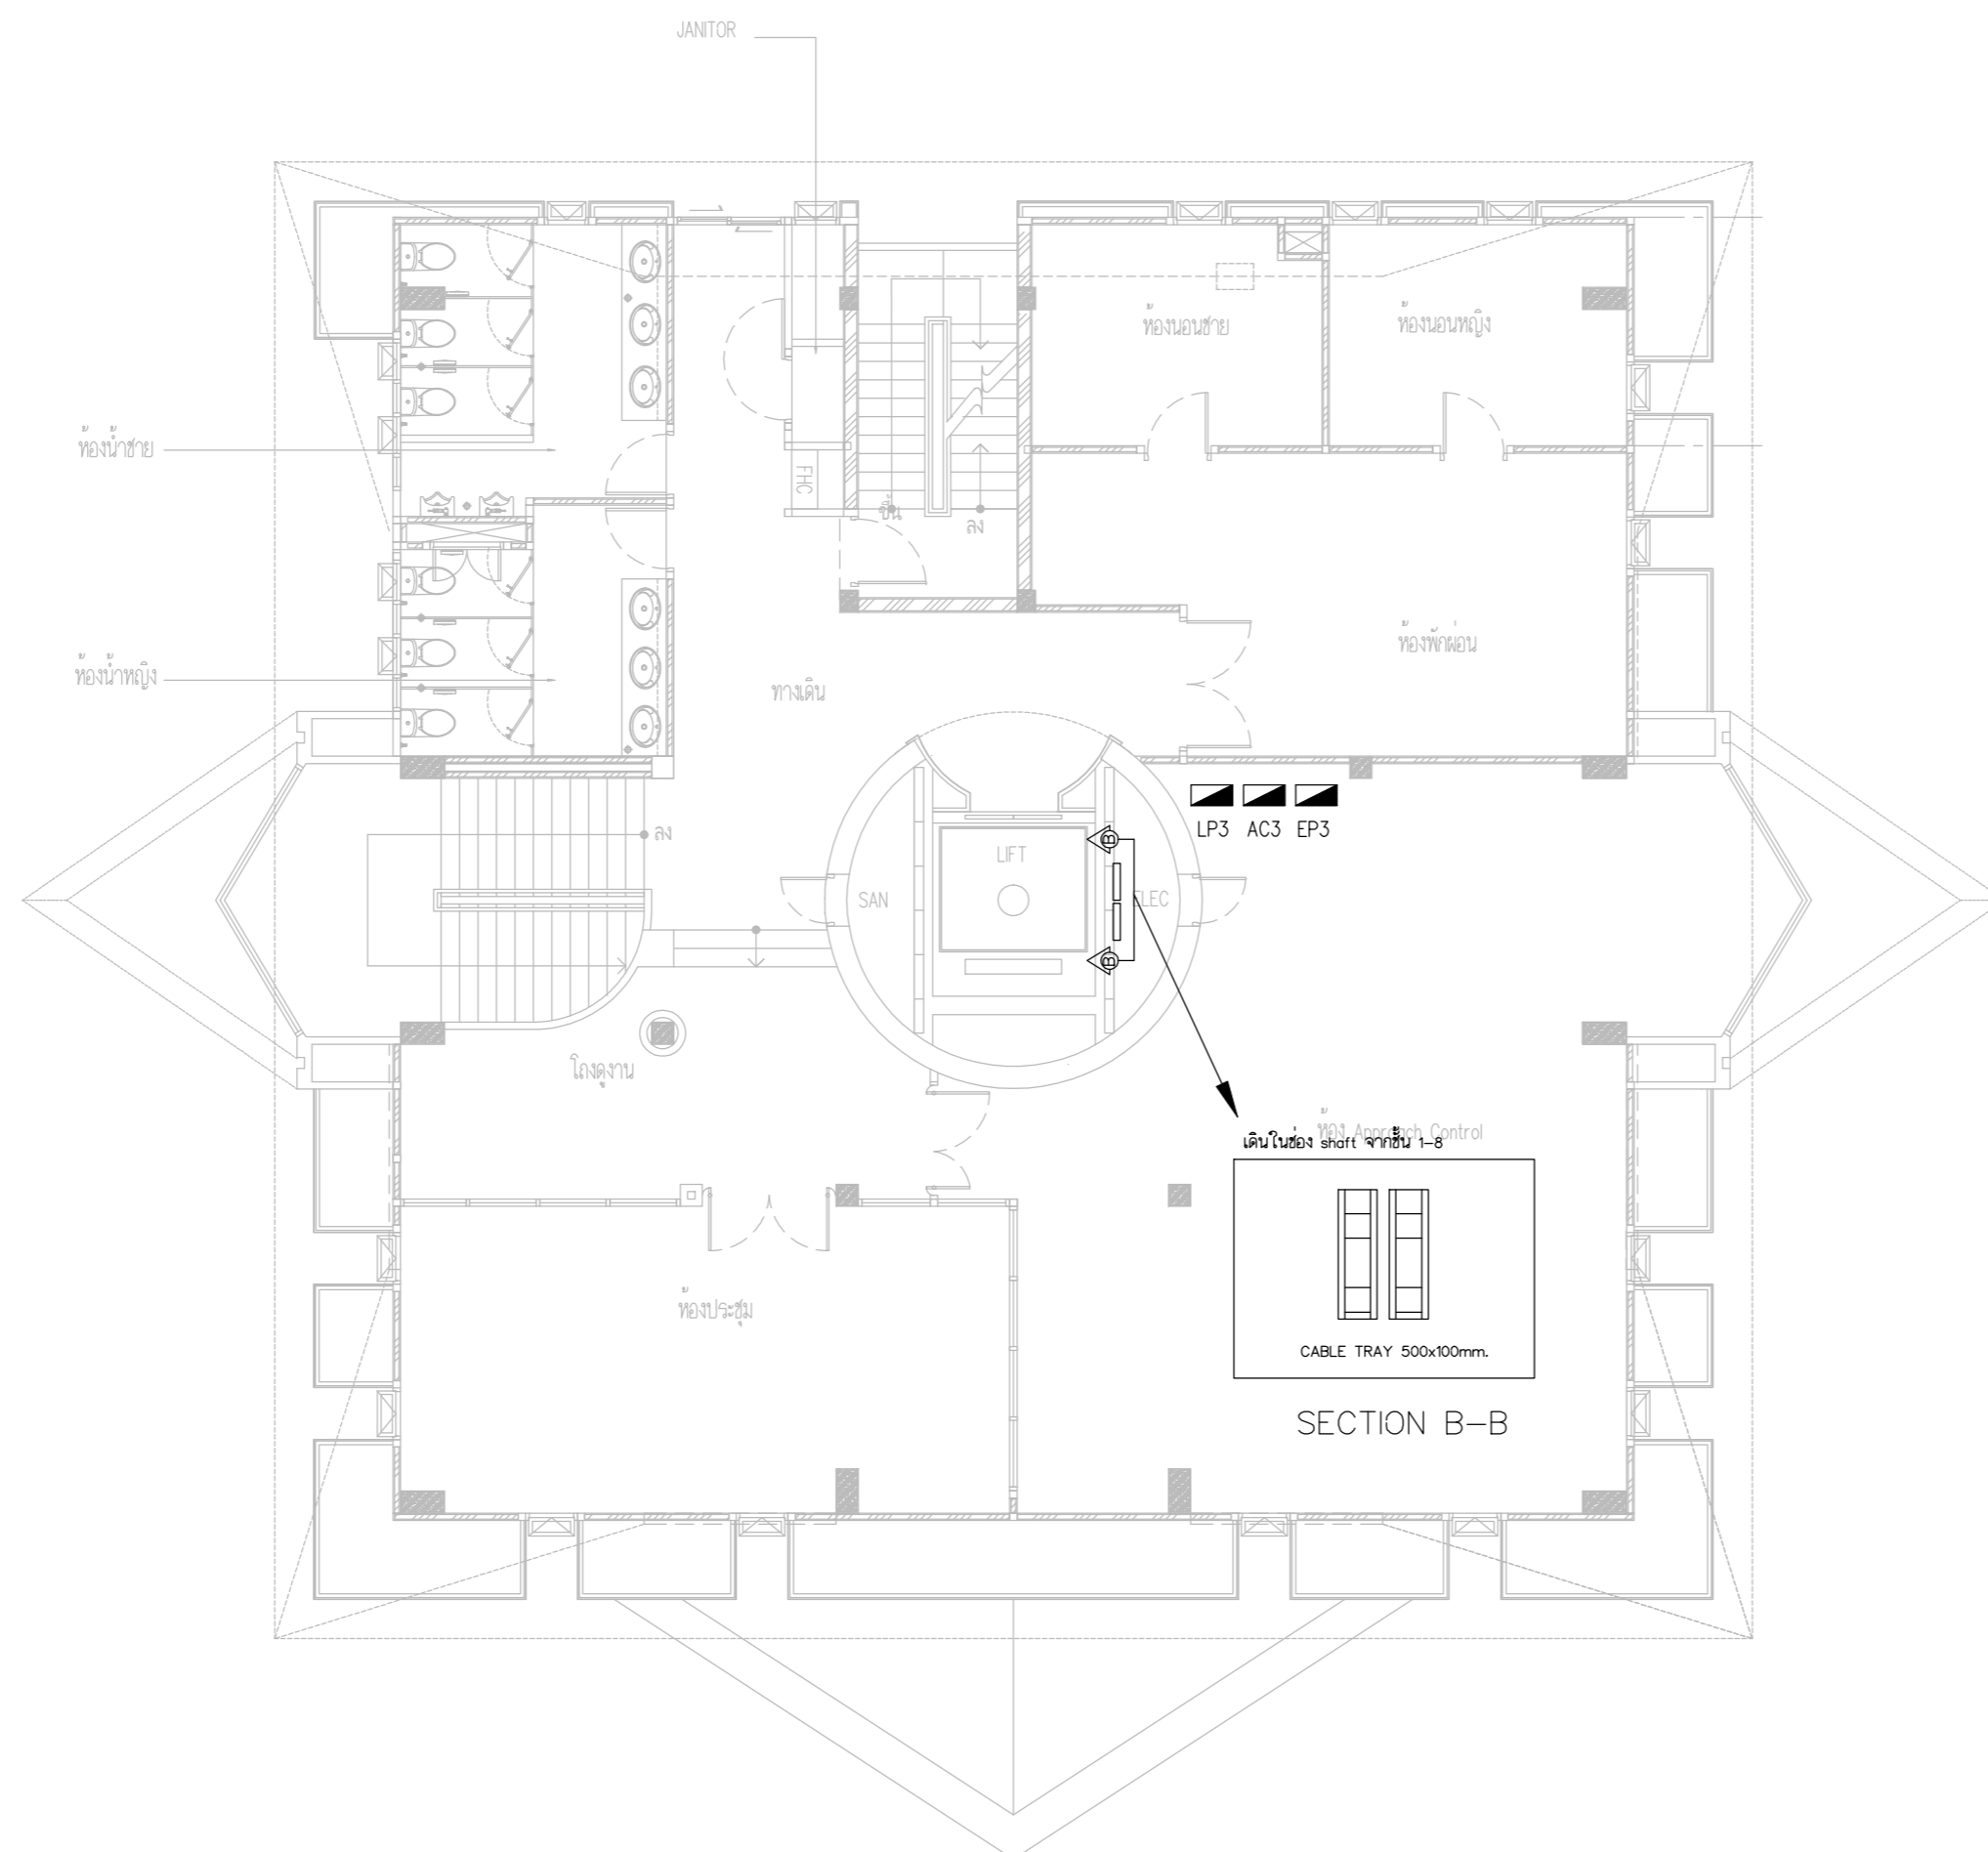 JANITOR
ห้องนอนชาย
ห้องนอนหญิง
ห้องน้ำชาย
FHC
ขึ้น
ลง
ห้องพักผ่อน
ห้องน้ำหญิง
ทางเดิน
LP3 AC3 EP3
ลง
LIFT
B
SAN
ELEC
B
โถงดูงาน
ห้อง Approach Control
เดินในช่อง shaft จากชั้น 1-8
ห้องประชุม
CABLE TRAY 500x100mm.
SECTION B-B